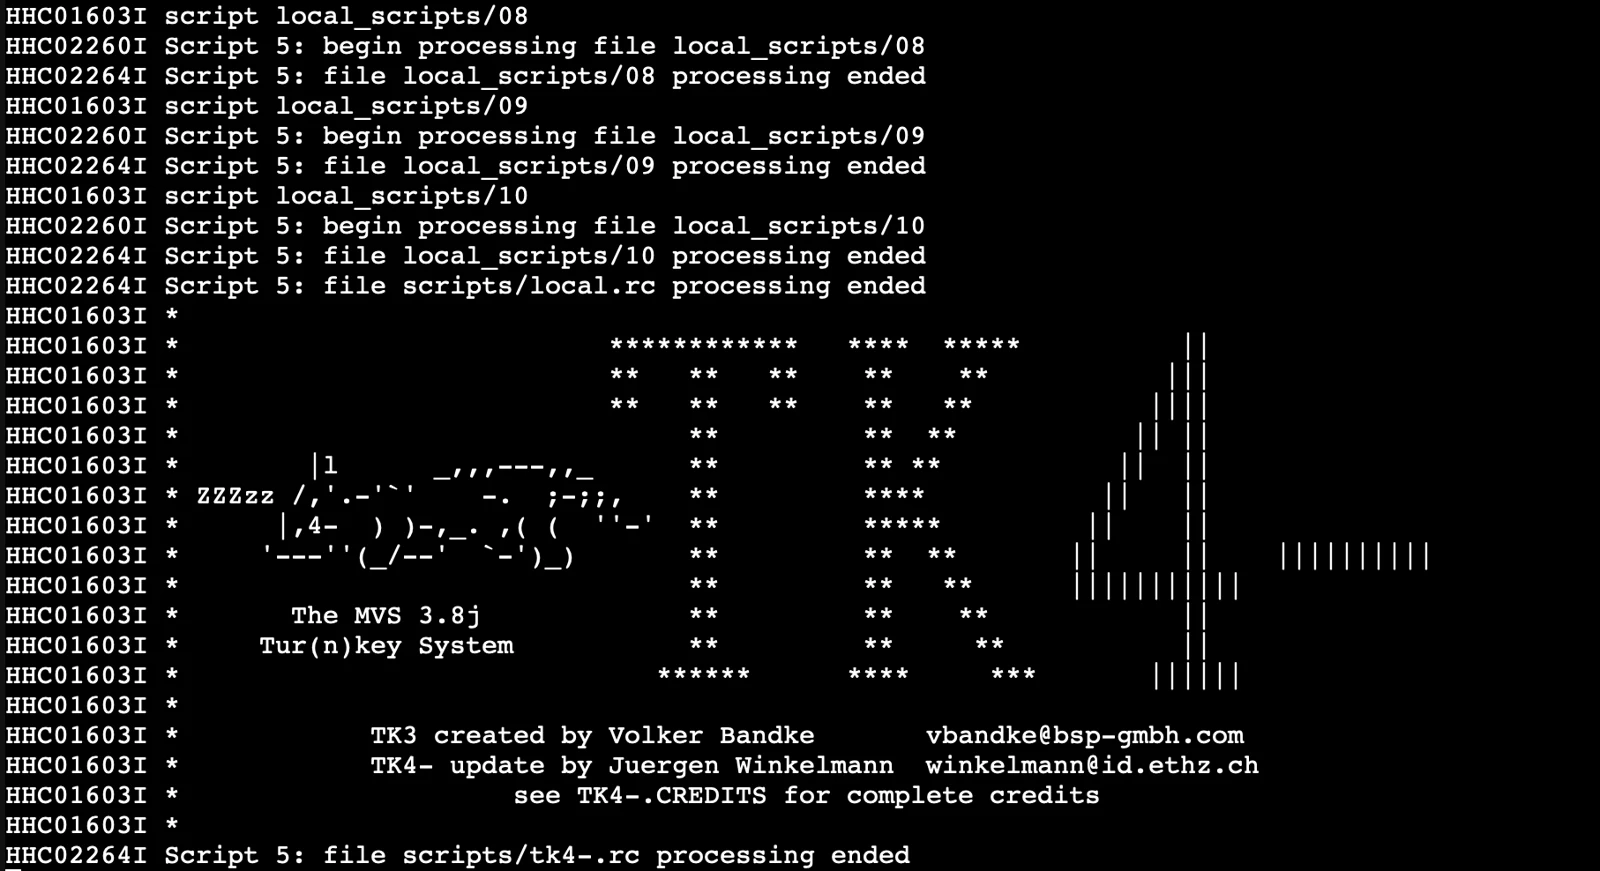 HHC01603I script local_scripts/08
HHC02260I Script 5: begin processing file local_scripts/08
HHC02264I Script 5: file local_scripts/08 processing ended
HHC01603I script local_scripts/09
HHC02260I Script 5: begin processing file local_scripts/09
HHC02264I Script 5: file local_scripts/09 processing ended
HHC01603I script local_scripts/10
HHC02260I Script 5: begin processing file local_scripts/10
HHC02264I Script 5: file local_scripts/10 processing ended
HHC02264I Script 5: file scripts/local.rc processing ended
HHC01603I *
HHC01603I *                           ************   ****  *****          ||
HHC01603I *                           **   **   **    **    **           |||
HHC01603I *                           **   **   **    **   **           ||||
HHC01603I *                                **         **  **           || ||
HHC01603I *        |l      _,,,---,,_      **         ** **           ||  ||
HHC01603I * ZZZzz /,'.-'`'    -.  ;-;;,    **         ****           ||   ||
HHC01603I *      |,4-  ) )-,_. ,( (  ''-'  **         *****         ||    ||
HHC01603I *     '---''(_/--'  `-')_)       **         **  **       ||     ||    ||||||||||
HHC01603I *                                **         **   **      |||||||||||
HHC01603I *       The MVS 3.8j             **         **    **            ||
HHC01603I *     Tur(n)key System           **         **     **           ||
HHC01603I *                              ******      ****     ***       ||||||
HHC01603I *
HHC01603I *            TK3 created by Volker Bandke       vbandke@bsp-gmbh.com
HHC01603I *            TK4- update by Juergen Winkelmann  winkelmann@id.ethz.ch
HHC01603I *                     see TK4-.CREDITS for complete credits
HHC01603I *
HHC02264I Script 5: file scripts/tk4-.rc processing ended